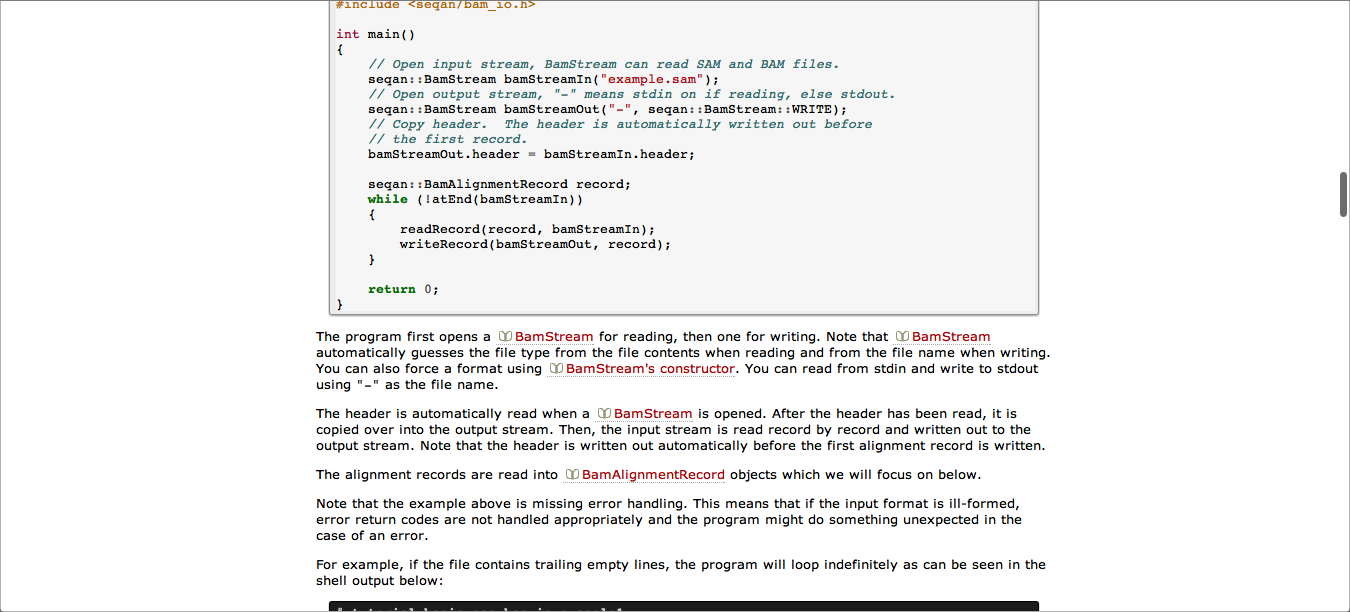 #include <seqan/bam_io.h>
int main()
{
// Open input stream, BamStream can read SAM and BAM files.
seqan::BamStream bamStreamIn("example.sam");
// Open output stream, "-" means stdin on if reading, else stdout.
seqan::BamStream bamStreamOut("-", seqan::BamStream::WRITE);
// Copy header.  The header is automatically written out before
// the first record.
bamStreamOut.header = bamStreamIn.header;
seqan::BamAlignmentRecord record;
while (!atEnd(bamStreamIn))
{
readRecord(record, bamStreamIn);
writeRecord(bamStreamOut, record);
}
return 0;
}
The program first opens a BamStream for reading, then one for writing. Note that BamStream
automatically guesses the file type from the file contents when reading and from the file name when writing.
You can also force a format using BamStream's constructor. You can read from stdin and write to stdout
using "-" as the file name.
The header is automatically read when a BamStream is opened. After the header has been read, it is
copied over into the output stream. Then, the input stream is read record by record and written out to the
output stream. Note that the header is written out automatically before the first alignment record is written.
The alignment records are read into BamAlignmentRecord objects which we will focus on below.
Note that the example above is missing error handling. This means that if the input format is ill-formed,
error return codes are not handled appropriately and the program might do something unexpected in the
case of an error.
For example, if the file contains trailing empty lines, the program will loop indefinitely as can be seen in the
shell output below: